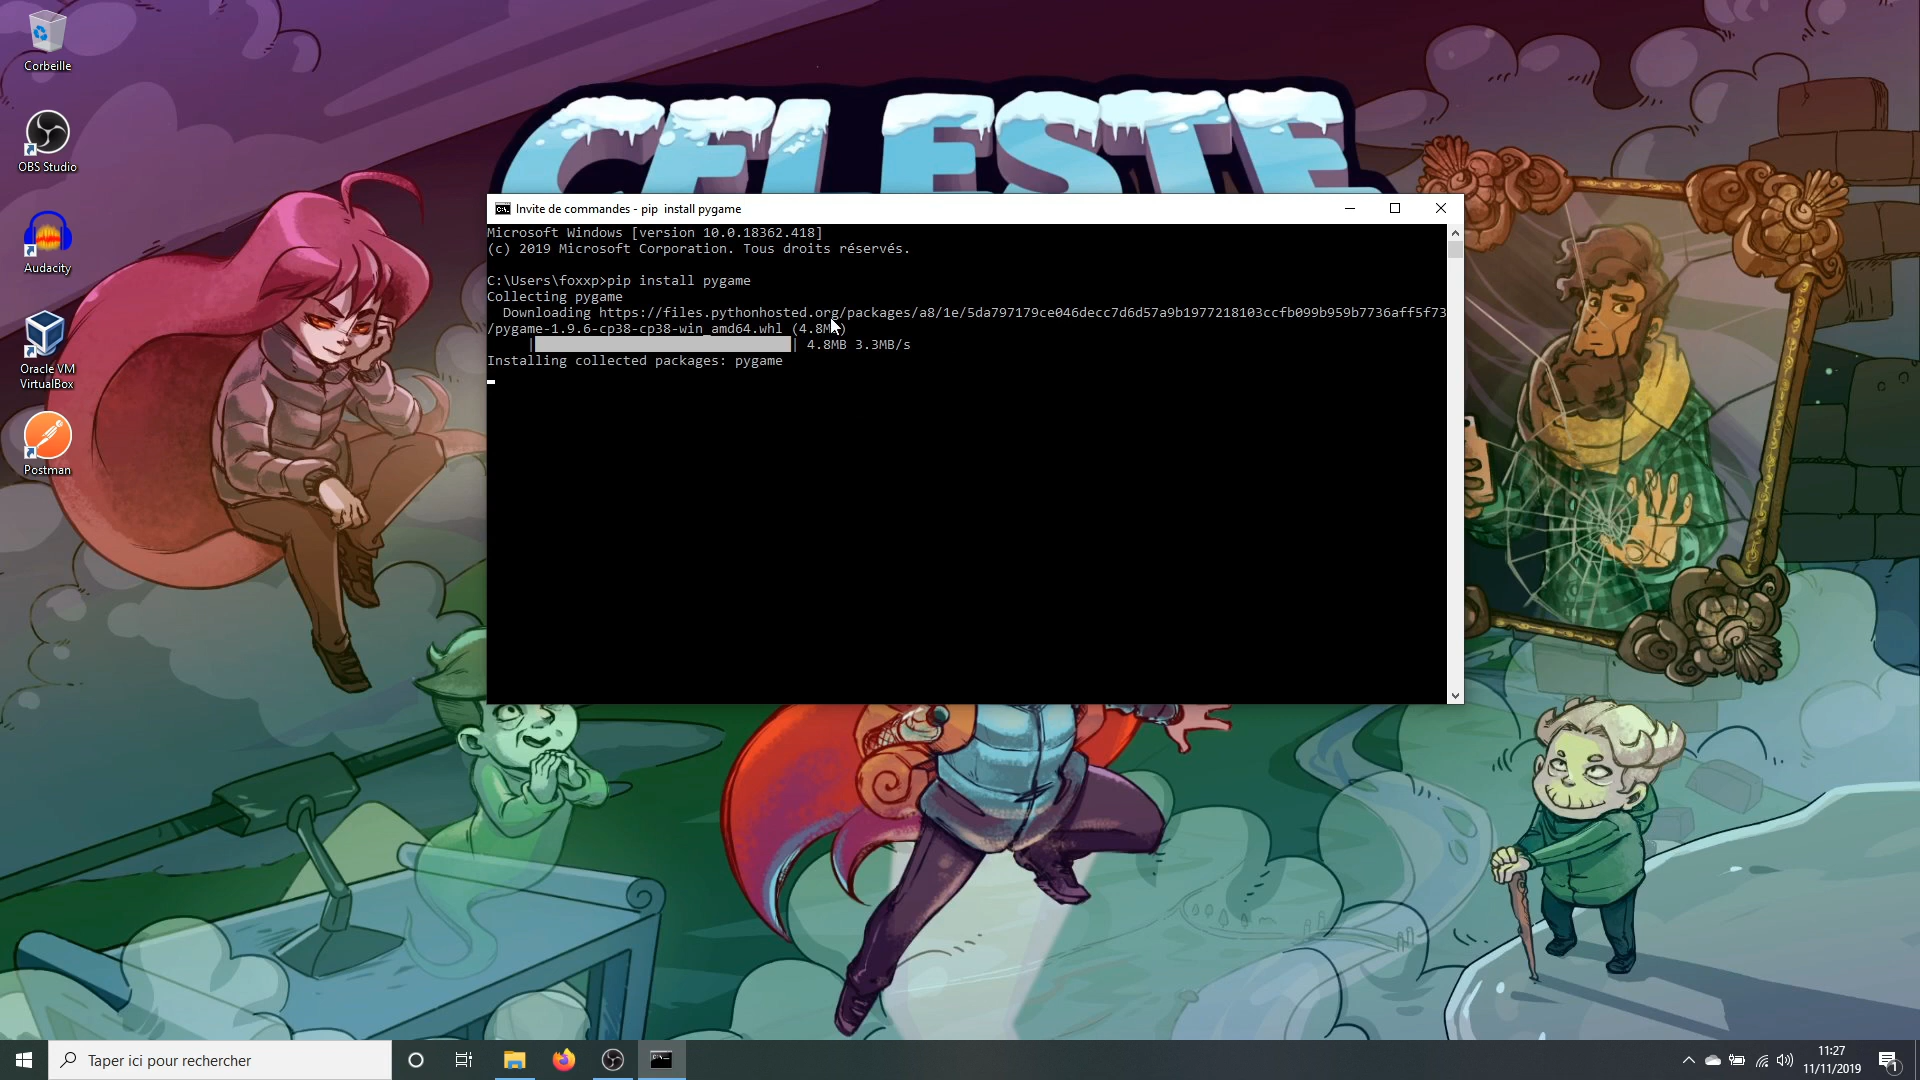 Corbeille
OBS Studio
Audacity
Oracle VM
VirtualBox
Postman
CELESTE
Invite de commandes - pip  install pygame
Microsoft Windows [version 10.0.18362.418]
(c) 2019 Microsoft Corporation. Tous droits réservés.
C:\Users\foxxp>pip install pygame
Collecting pygame
Downloading https://files.pythonhosted.org/packages/a8/1e/5da797179ce046decc7d6d57a9b1977218103ccfb099b959b7736aff5f73
/pygame-1.9.6-cp38-cp38-win_amd64.whl (4.8MB)
| | 4.8MB 3.3MB/s
Installing collected packages: pygame
Taper ici pour rechercher
11:27
11/11/2019
1